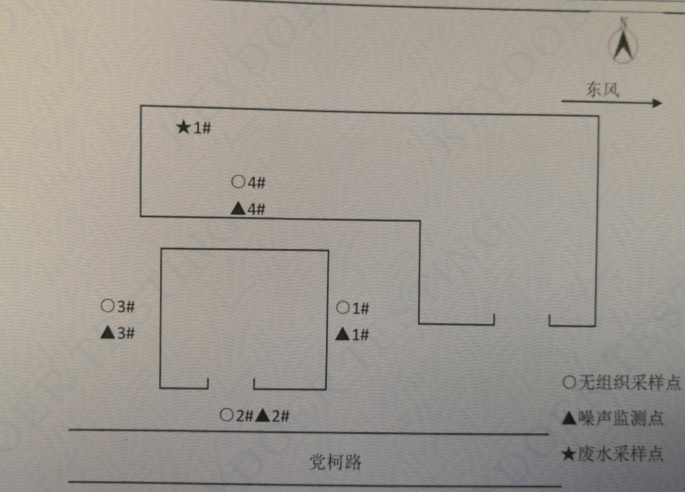 N
东风
★1#
○4#
▲4#
○3#
▲3#
○1#
▲1#
○2#▲2#
○无组织采样点
▲噪声监测点
★废水采样点
党柯路